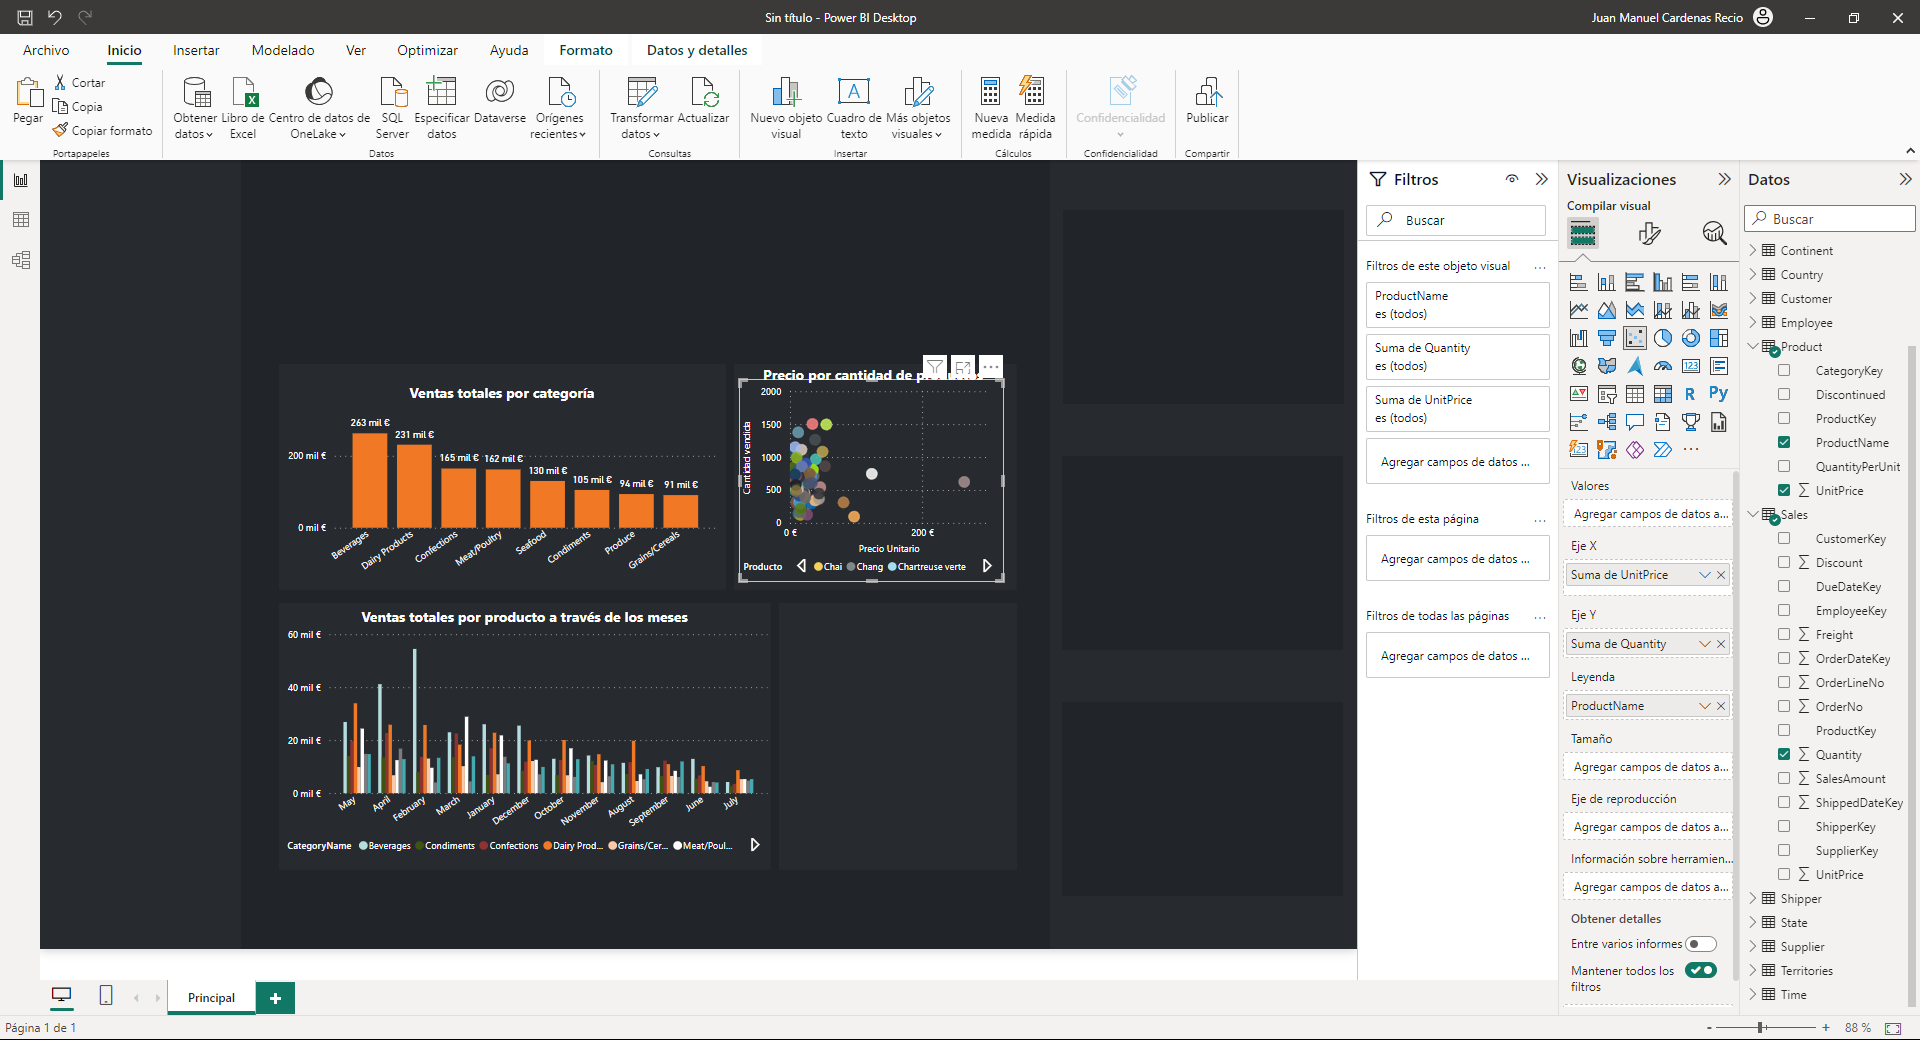 Sin título - Power BI Desktop
Juan Manuel Cardenas Recio
Archivo
Inicio
Insertar
Modelado
Ver
Optimizar
Ayuda
Formato
Datos y detalles
Pegar
Cortar
Copia
Copiar formato
Portapapeles
Obtener datos
Libro de Excel
Centro de datos de OneLake
SQL Server
Especificar datos
Dataverse
Orígenes recientes
Datos
Transformar datos
Actualizar
Consultas
Nuevo objeto visual
Cuadro de texto
Más objetos visuales
Insertar
Nueva medida
Medida rápida
Cálculos
Confidencialidad
Confidencialidad
Publicar
Compartir
Ventas totales por categoría
263 mil €
231 mil €
165 mil €
162 mil €
130 mil €
105 mil €
94 mil €
91 mil €
200 mil €
0 mil €
Beverages
Dairy Products
Confections
Meat/Poultry
Seafood
Condiments
Produce
Grains/Cereals
Precio por cantidad de
2000
1500
1000
500
0
Cantidad vendida
0 €
200 €
Precio Unitario
Producto
Chai
Chang
Chartreuse verte
Ventas totales por producto a través de los meses
60 mil €
40 mil €
20 mil €
0 mil €
May
April
February
March
January
December
October
November
August
September
June
July
CategoryName
Beverages
Condiments
Confections
Dairy Prod...
Grains/Cer...
Meat/Poul...
Filtros
Buscar
Filtros de este objeto visual
...
ProductName
es (todos)
Suma de Quantity
es (todos)
Suma de UnitPrice
es (todos)
Agregar campos de datos ...
Filtros de esta página
...
Agregar campos de datos ...
Filtros de todas las páginas
...
Agregar campos de datos ...
Visualizaciones
Compilar visual
123
R
Py
123
...
Valores
Agregar campos de datos a...
Eje X
Suma de UnitPrice
Eje Y
Suma de Quantity
Leyenda
ProductName
Tamaño
Agregar campos de datos a...
Eje de reproducción
Agregar campos de datos a...
Información sobre herramien...
Agregar campos de datos a...
Obtener detalles
Entre varios informes
Mantener todos los
filtros
Datos
Buscar
Continent
Country
Customer
Employee
Product
CategoryKey
Discontinued
ProductKey
ProductName
QuantityPerUnit
∑ UnitPrice
Sales
CustomerKey
∑ Discount
DueDateKey
EmployeeKey
∑ Freight
∑ OrderDateKey
∑ OrderLineNo
∑ OrderNo
ProductKey
∑ Quantity
∑ SalesAmount
∑ ShippedDateKey
ShipperKey
SupplierKey
∑ UnitPrice
Shipper
State
Supplier
Territories
Time
Principal
+
Página 1 de 1
- + 88 %